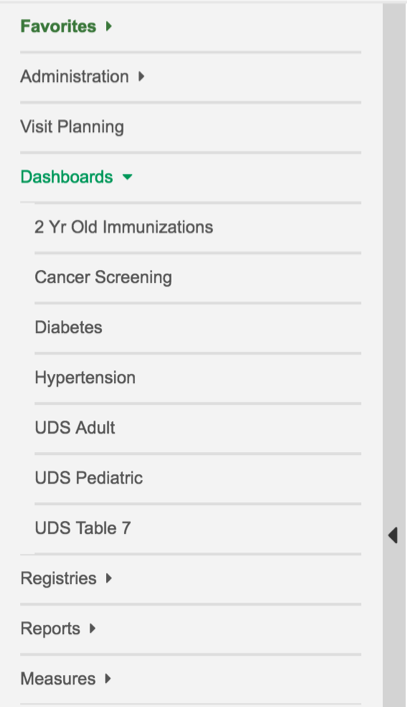 Favorites
Administration
Visit Planning
Dashboards
2 Yr Old Immunizations
Cancer Screening
Diabetes
Hypertension
UDS Adult
UDS Pediatric
UDS Table 7
Registries
Reports
Measures